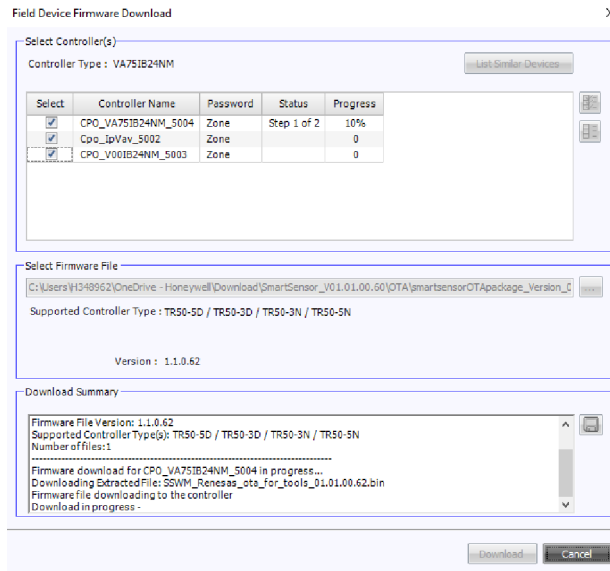 Field Device Firmware Download
Select Controller(s)
Controller Type : VA75IB24NM
List Similar Devices
Select Controller Name Password Status Progress
CPO_VA75IB24NM_5004 Zone Step 1 of 2 10%
Cpo_IpVav_5002 Zone 0
CPO_V00IB24NM_5003 Zone 0
Select Firmware File
C:\Users\H348962\OneDrive - Honeywell\Download\SmartSensor_V01.01.00.60\OTA\smartsensorOTApackage_Version_0
...
Supported Controller Type : TR50-5D / TR50-3D / TR50-3N / TR50-5N
Version : 1.1.0.62
Download Summary
Firmware File Version: 1.1.0.62
Supported Controller Type(s): TR50-5D / TR50-3D / TR50-3N / TR50-5N
Number of files:1
--------------------------------------------------------------------------------
Firmware download for CPO_VA75IB24NM_5004 in progress...
Downloading Extracted File: SSWM_Renesas_ota_for_tools_01.01.00.62.bin
Firmware file downloading to the controller
Download in progress -
Download Cancel